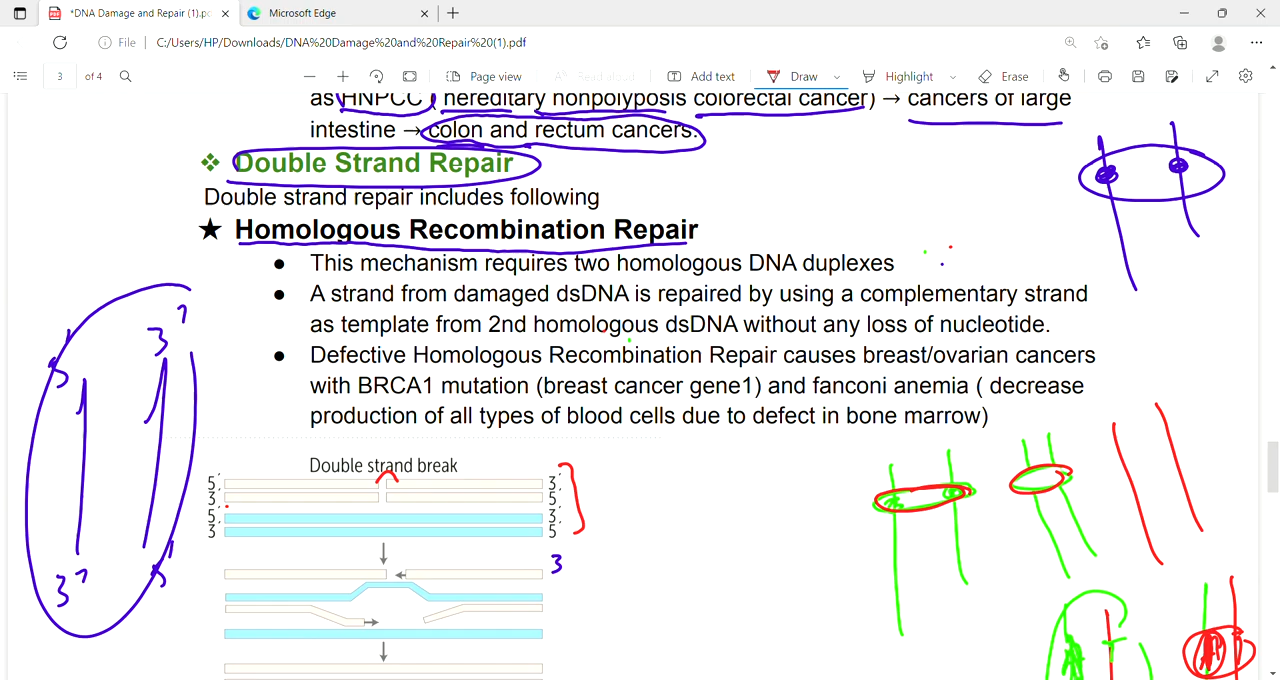 *DNA Damage and Repair (1).pd
Microsoft Edge
File C:/Users/HP/Downloads/DNA%20Damage%20and%20Repair%20(1).pdf
3 of 4 Page view Read aloud Add text Draw Highlight Erase
as HNPCC ( hereditary nonpolyposis colorectal cancer) → cancers of large
intestine → colon and rectum cancers.
❖ Double Strand Repair
Double strand repair includes following
★ Homologous Recombination Repair
● This mechanism requires two homologous DNA duplexes
● A strand from damaged dsDNA is repaired by using a complementary strand
as template from 2nd homologous dsDNA without any loss of nucleotide.
● Defective Homologous Recombination Repair causes breast/ovarian cancers
with BRCA1 mutation (breast cancer gene1) and fanconi anemia ( decrease
production of all types of blood cells due to defect in bone marrow)
Double strand break
5′ 3′
3′ 5′
5′ 3′
3′ 5′
3
5' 3'
3' 5'